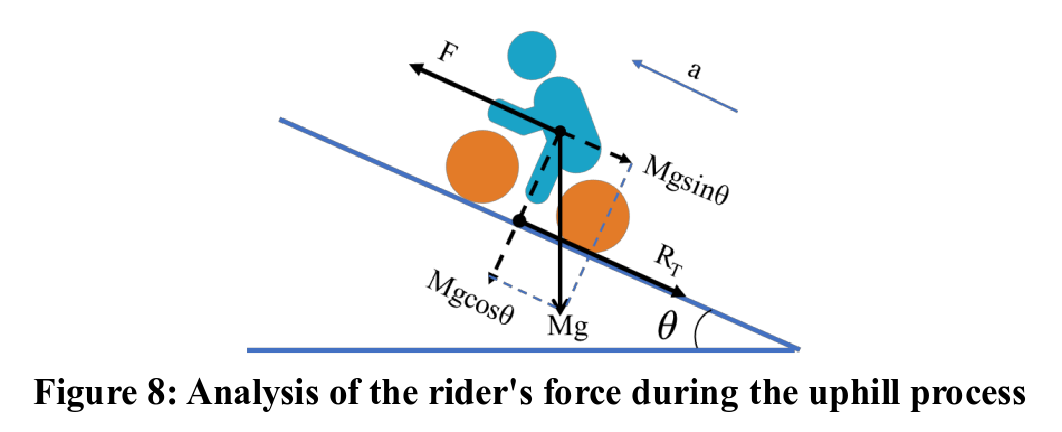 F
a
Mgsinθ
R_T
Mgcosθ
Mg
θ
Figure 8: Analysis of the rider's force during the uphill process